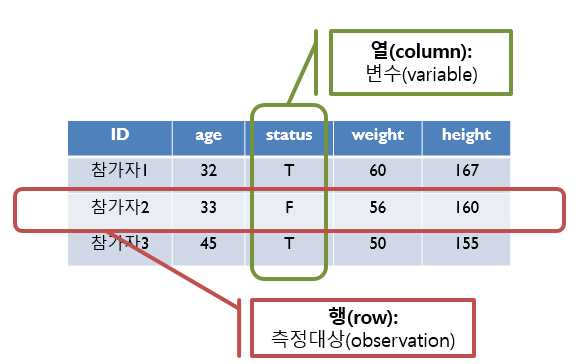 열(column):
변수(variable)
ID age status weight height
참가자1 32 T 60 167
참가자2 33 F 56 160
참가자3 45 T 50 155
행(row):
측정대상(observation)